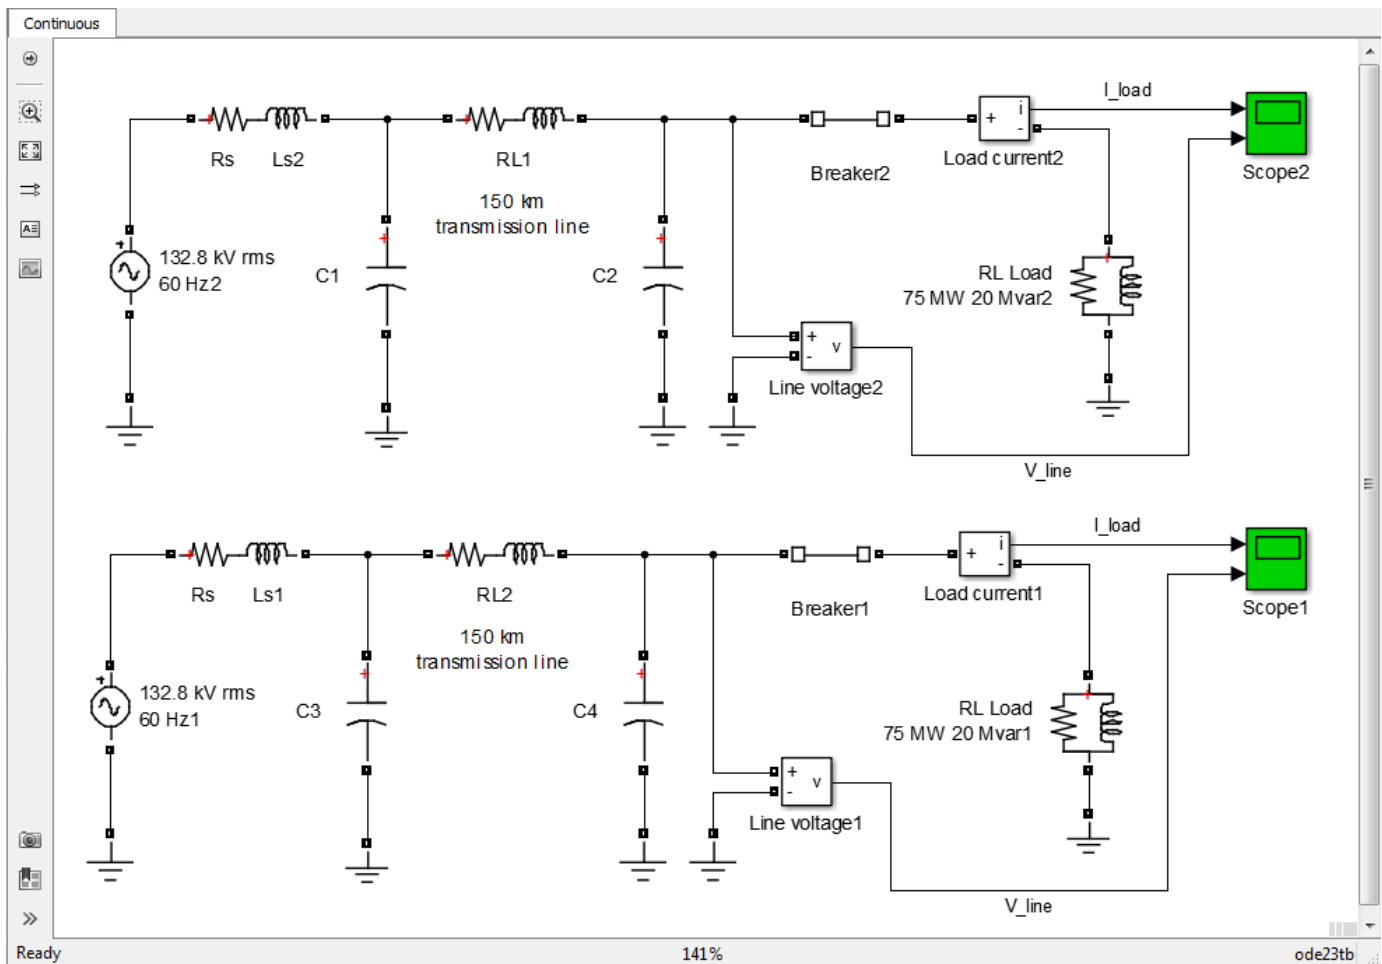 Continuous
I_load
Rs Ls2
RL1
Load current2
Breaker2
Scope2
150 km
transmission line
i
+
-
132.8 kV rms
60 Hz2
+
C1
C2
RL Load
75 MW 20 Mvar2
+
-
v
Line voltage2
V_line
I_load
Rs Ls1
RL2
Load current1
Breaker1
Scope1
150 km
transmission line
i
+
-
132.8 kV rms
60 Hz1
+
C3
C4
RL Load
75 MW 20 Mvar1
+
-
v
Line voltage1
V_line
Ready
141%
ode23tb